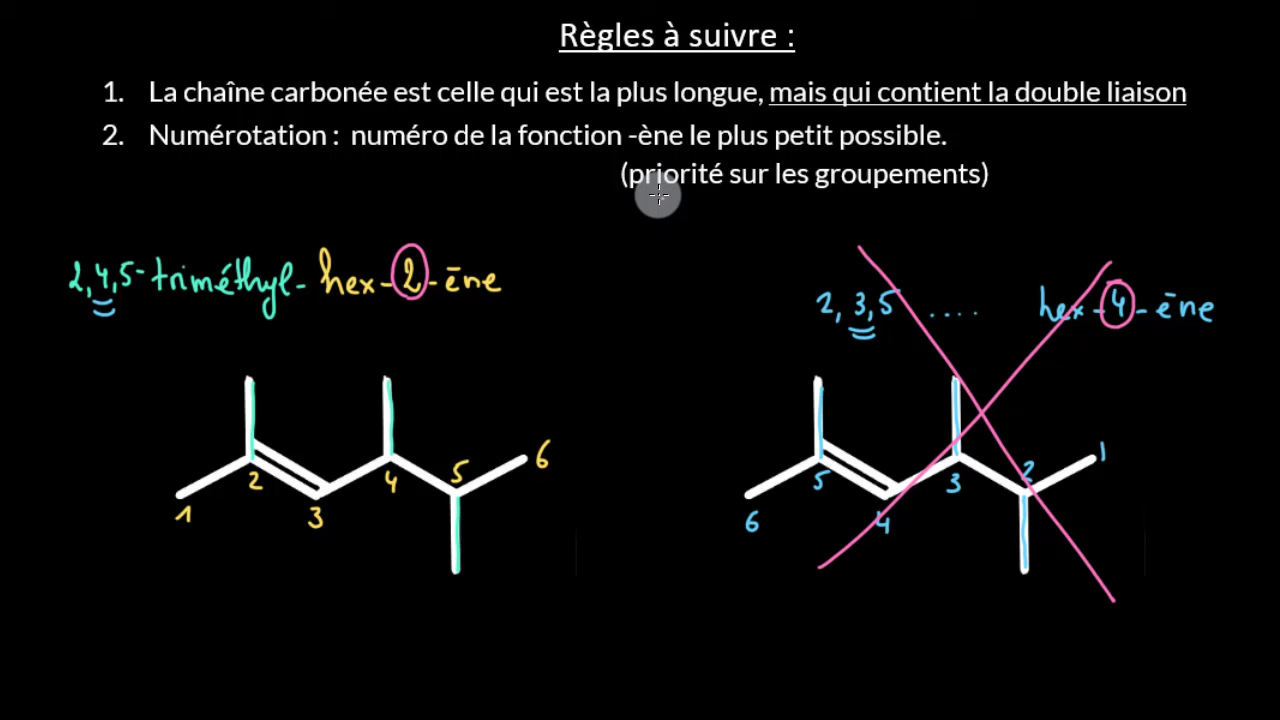 Règles à suivre :
1. La chaîne carbonée est celle qui est la plus longue, mais qui contient la double liaison
2. Numérotation : numéro de la fonction -ène le plus petit possible.
(priorité sur les groupements)
2,4,5-triméthyl-hex-2-ēne
2, 3, 5 .... hex-4-ēne
1 2 3 4 5 6
6 5 4 3 2 1